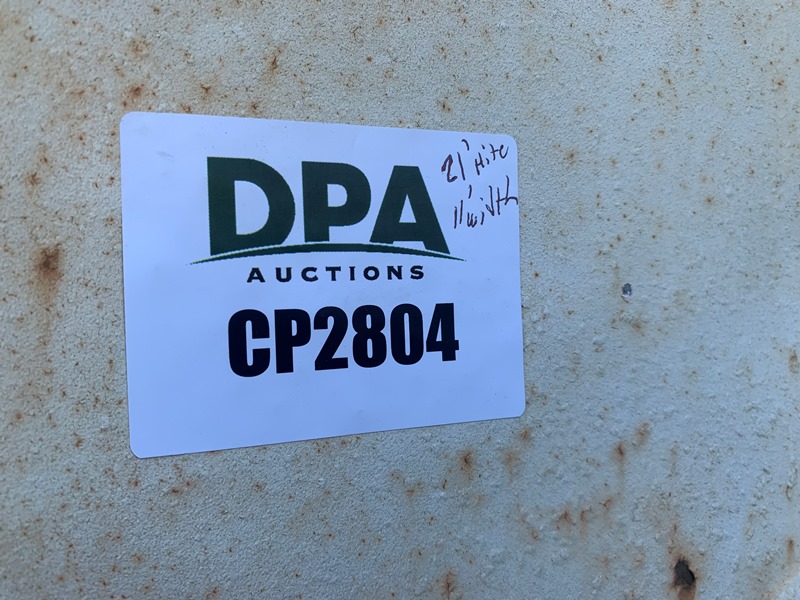 DPA
AUCTIONS
CP2804
21' Hite
11' width